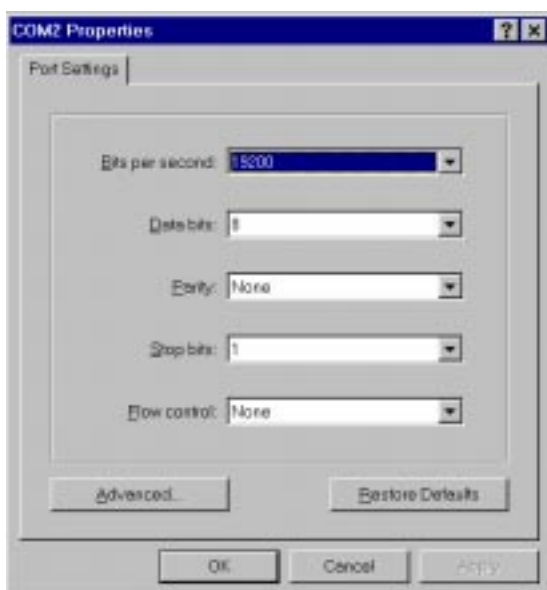 COM2 Properties
Port Settings
Bits per second: 19200
Data bits: 8
Parity: None
Stop bits: 1
Flow control: None
Advanced...
Restore Defaults
OK
Cancel
Apply